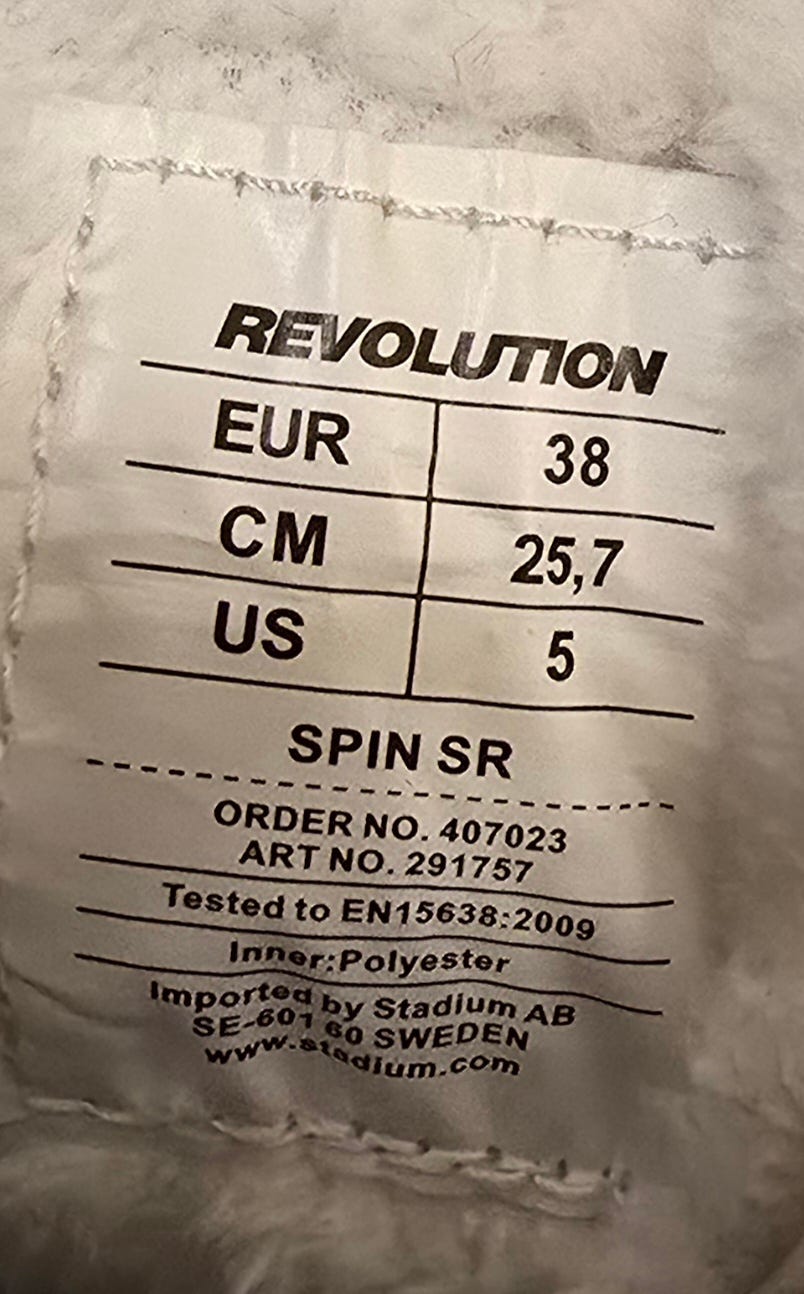 REVOLUTION
EUR 38
CM 25,7
US 5
SPIN SR
ORDER NO. 407023
ART NO. 291757
Tested to EN15638:2009
Inner:Polyester
Imported by Stadium AB
SE-601 60 SWEDEN
www.stadium.com